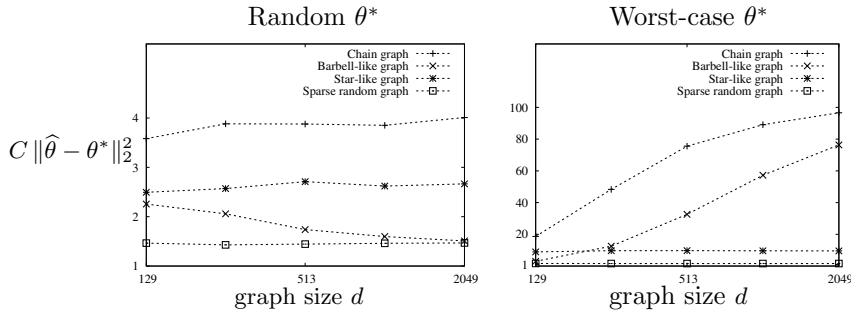 Random θ*
Worst-case θ*
Chain graph
Barbell-like graph
Star-like graph
Sparse random graph
4
3
2
1
129
513
2049
C ‖θ̂ − θ*‖₂²
graph size d
Chain graph
Barbell-like graph
Star-like graph
Sparse random graph
100
80
60
40
20
1
129
513
2049
graph size d